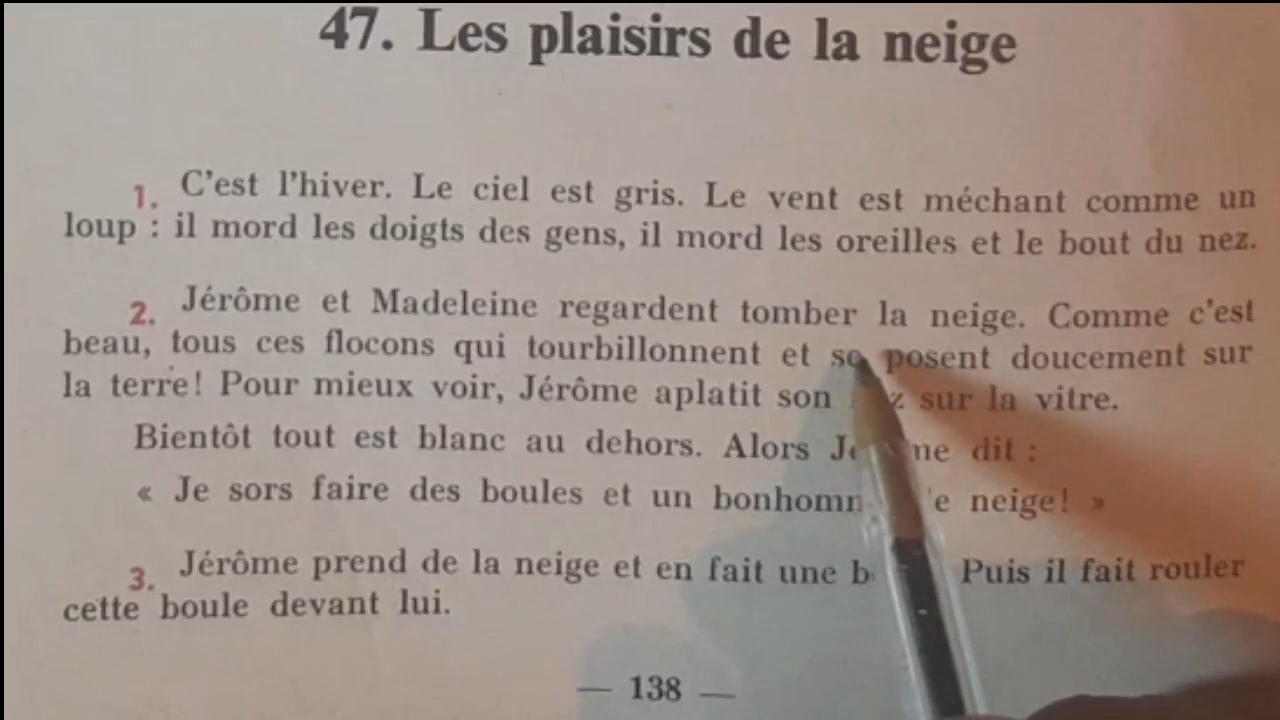 47. Les plaisirs de la neige
1. C'est l'hiver. Le ciel est gris. Le vent est méchant comme un
loup : il mord les doigts des gens, il mord les oreilles et le bout du nez.
2. Jérôme et Madeleine regardent tomber la neige. Comme c'est
beau, tous ces flocons qui tourbillonnent et se posent doucement sur
la terre! Pour mieux voir, Jérôme aplatit son sur la vitre.
Bientôt tout est blanc au dehors. Alors dit :
« Je sors faire des boules et un neige! »
3. Jérôme prend de la neige et en fait une Puis il fait rouler
cette boule devant lui.
— 138 —